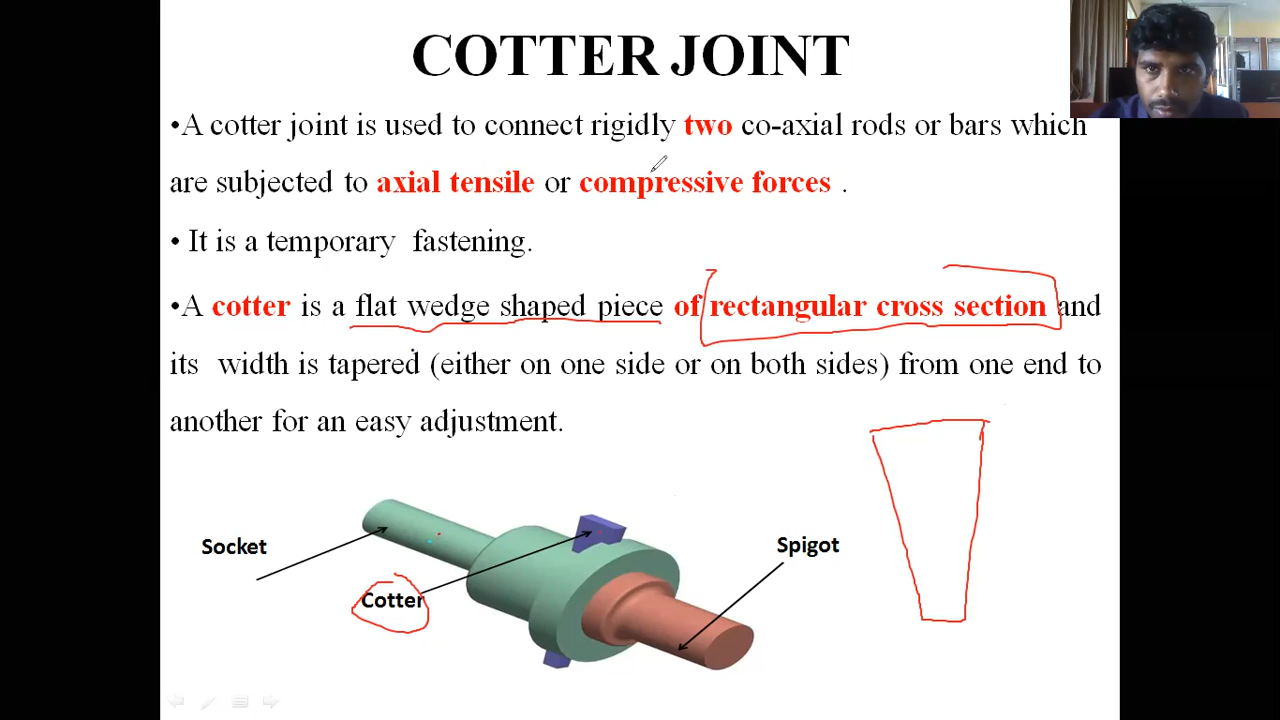 COTTER JOINT
•A cotter joint is used to connect rigidly two co-axial rods or bars which
are subjected to axial tensile or compressive forces .
• It is a temporary fastening.
•A cotter is a flat wedge shaped piece of rectangular cross section and
its width is tapered (either on one side or on both sides) from one end to
another for an easy adjustment.
Socket
Spigot
Cotter